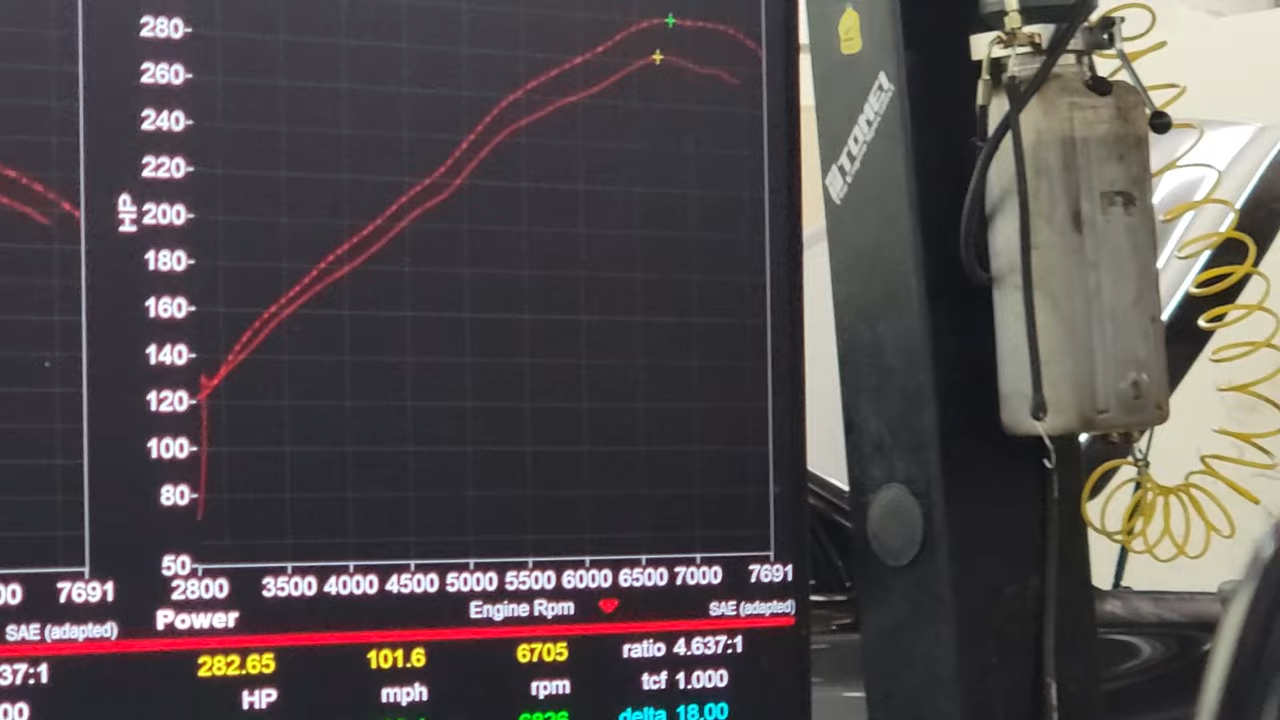 280-
260-
240-
220-
HP
200-
180-
160-
140-
120-
100-
80-
50-
2800 3500 4000 4500 5000 5500 6000 6500 7000 7691
7691
Engine Rpm
SAE (adapted)
SAE (adapted)
Power
37:1
282.65 101.6 6705 ratio 4.637:1
HP mph rpm tcf 1.000
delta 18.00
TOMEI